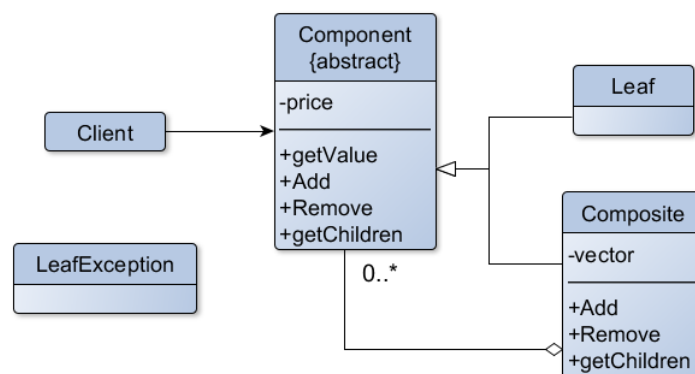 Component
{abstract}
-price
+getValue
+Add
+Remove
+getChildren
Client
LeafException
Leaf
Composite
-vector
+Add
+Remove
+getChildren
0..*